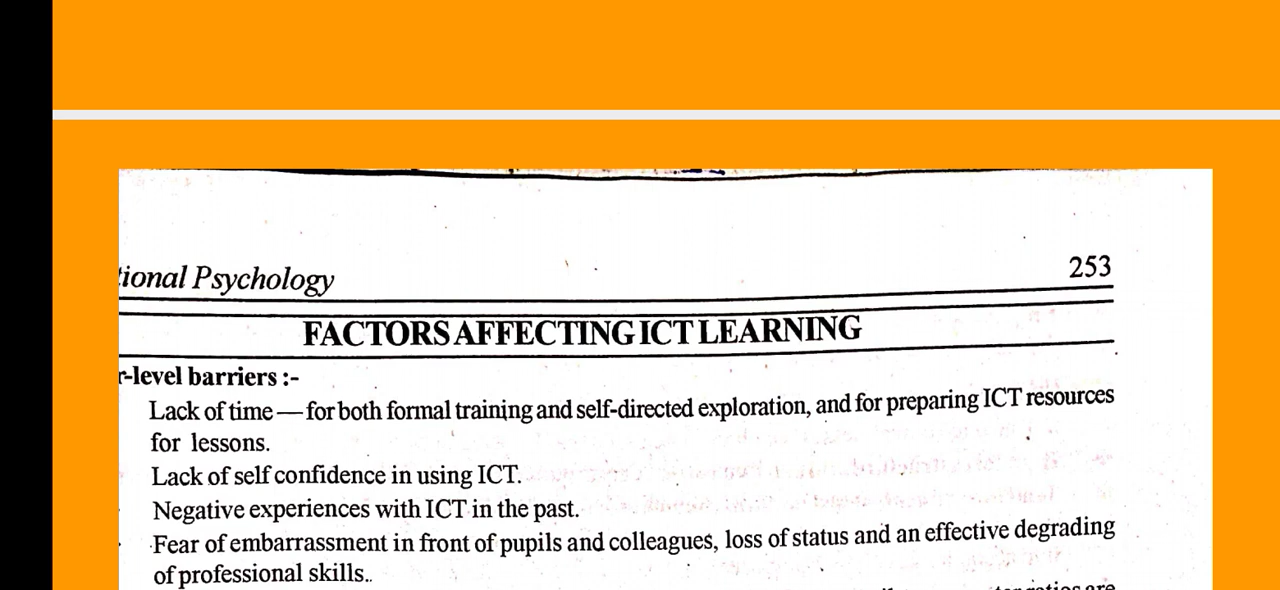 tional Psychology
253
FACTORS AFFECTING ICT LEARNING
r-level barriers :-
Lack of time — for both formal training and self-directed exploration, and for preparing ICT resources
for lessons.
Lack of self confidence in using ICT.
Negative experiences with ICT in the past.
Fear of embarrassment in front of pupils and colleagues, loss of status and an effective degrading
of professional skills..